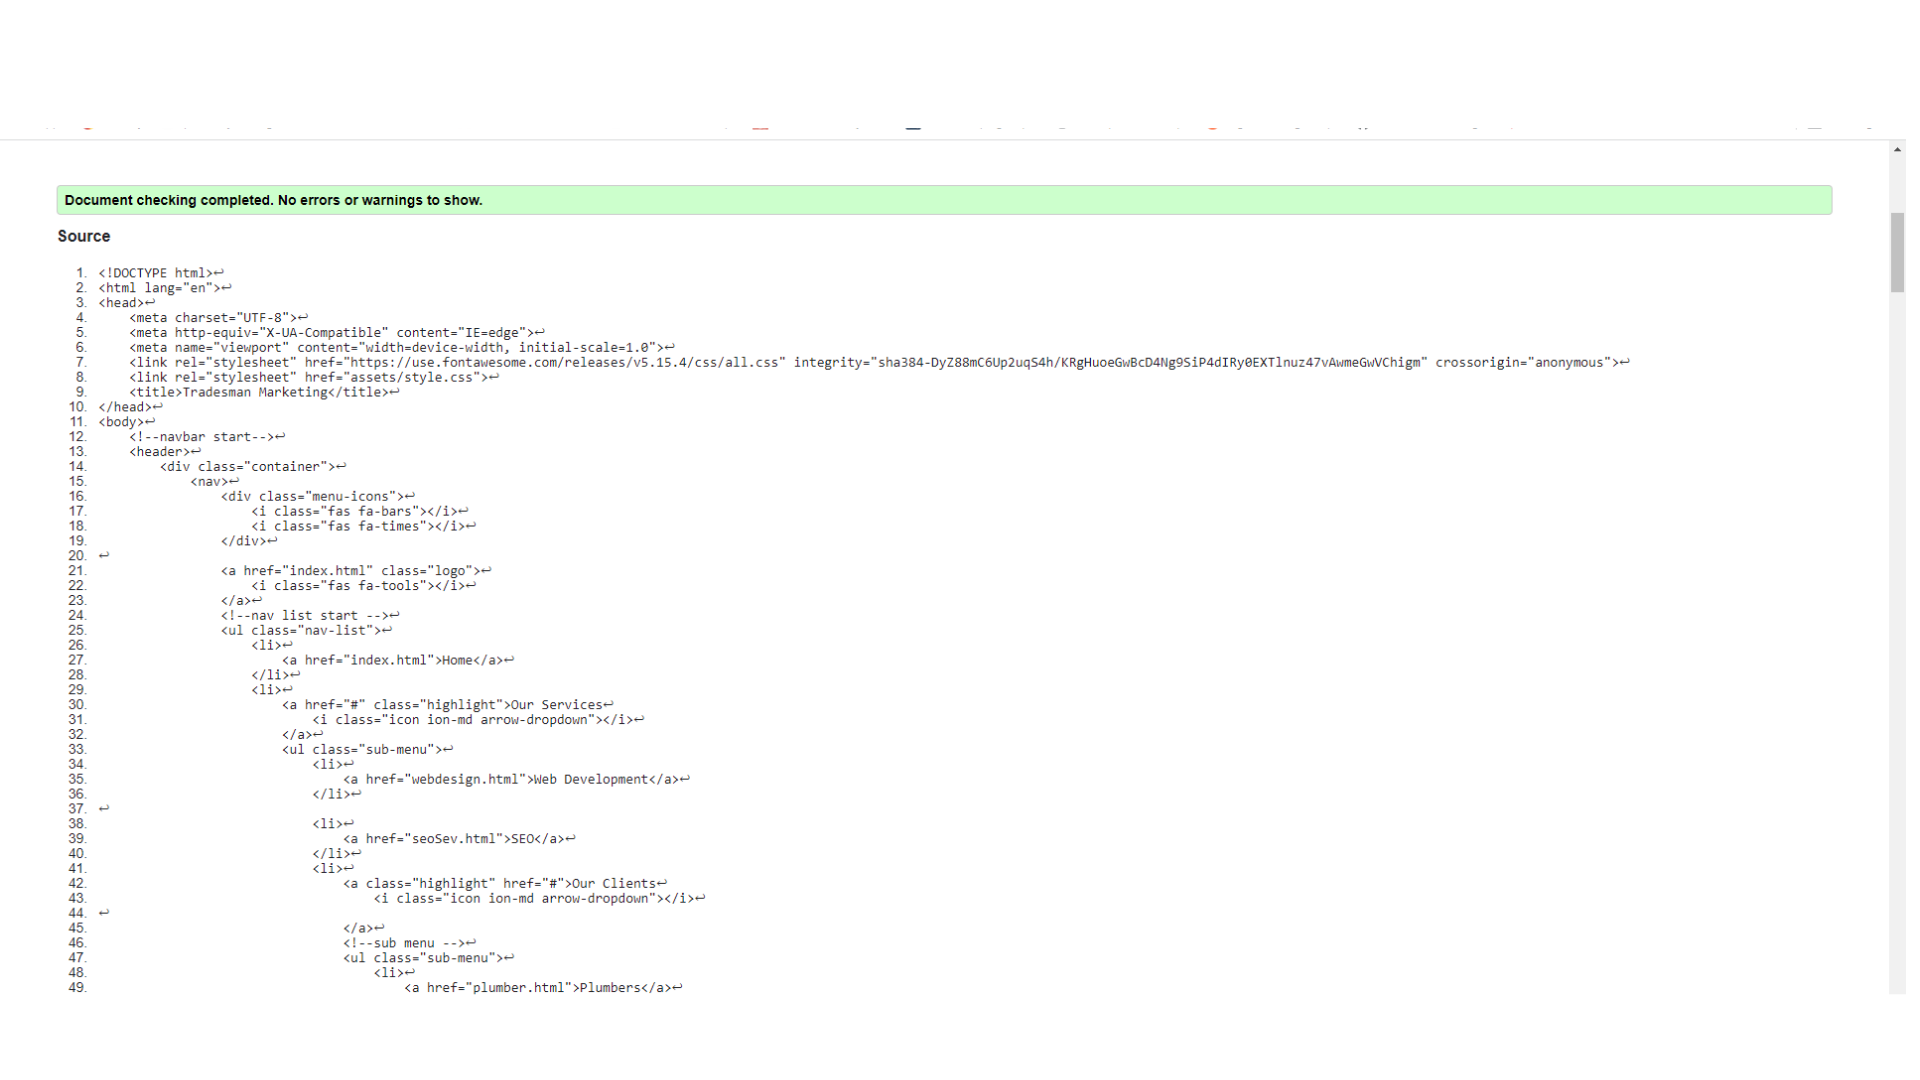 Document checking completed. No errors or warnings to show.
Source
1. <!DOCTYPE html>↩
2. <html lang="en">↩
3. <head>↩
4.     <meta charset="UTF-8">↩
5.     <meta http-equiv="X-UA-Compatible" content="IE=edge">↩
6.     <meta name="viewport" content="width=device-width, initial-scale=1.0">↩
7.     <link rel="stylesheet" href="https://use.fontawesome.com/releases/v5.15.4/css/all.css" integrity="sha384-DyZ88mC6Up2uqS4h/KRgHuoeGwBcD4Ng9SiP4dIRy0EXTlnuz47vAwmeGwVChigm" crossorigin="anonymous">↩
8.     <link rel="stylesheet" href="assets/style.css">↩
9.     <title>Tradesman Marketing</title>↩
10. </head>↩
11. <body>↩
12.     <!--navbar start-->↩
13.     <header>↩
14.         <div class="container">↩
15.             <nav>↩
16.                 <div class="menu-icons">↩
17.                     <i class="fas fa-bars"></i>↩
18.                     <i class="fas fa-times"></i>↩
19.                 </div>↩
20. ↩
21.                 <a href="index.html" class="logo">↩
22.                     <i class="fas fa-tools"></i>↩
23.                 </a>↩
24.                 <!--nav list start -->↩
25.                 <ul class="nav-list">↩
26.                     <li>↩
27.                         <a href="index.html">Home</a>↩
28.                     </li>↩
29.                     <li>↩
30.                         <a href="#" class="highlight">Our Services↩
31.                             <i class="icon ion-md arrow-dropdown"></i>↩
32.                         </a>↩
33.                         <ul class="sub-menu">↩
34.                             <li>↩
35.                                 <a href="webdesign.html">Web Development</a>↩
36.                             </li>↩
37. ↩
38.                             <li>↩
39.                                 <a href="seoSev.html">SEO</a>↩
40.                             </li>↩
41.                             <li>↩
42.                                 <a class="highlight" href="#">Our Clients↩
43.                                     <i class="icon ion-md arrow-dropdown"></i>↩
44. ↩
45.                                 </a>↩
46.                                 <!--sub menu -->↩
47.                                 <ul class="sub-menu">↩
48.                                     <li>↩
49.                                         <a href="plumber.html">Plumbers</a>↩